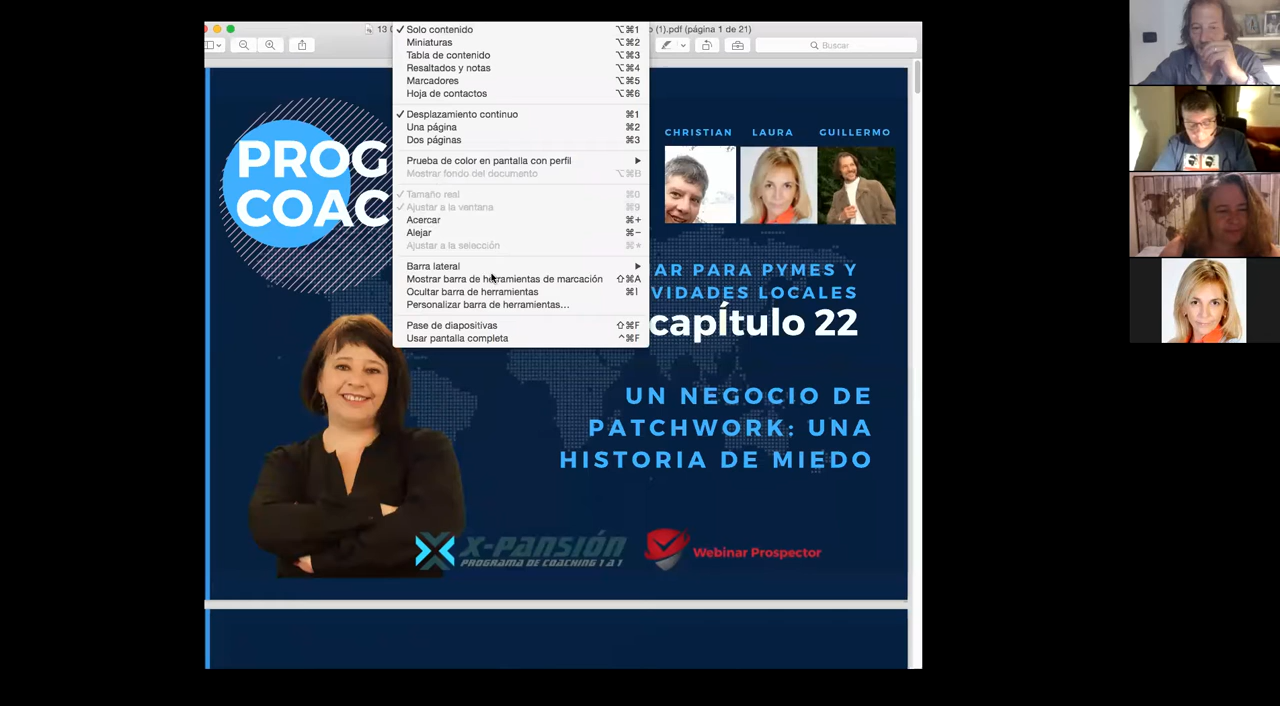 13
o (1).pdf (página 1 de 21)
Buscar
Solo contenido ⌥⌘1
Miniaturas ⌥⌘2
Tabla de contenido ⌥⌘3
Resaltados y notas ⌥⌘4
Marcadores ⌥⌘5
Hoja de contactos ⌥⌘6
Desplazamiento continuo ⌘1
Una página ⌘2
Dos páginas ⌘3
Prueba de color en pantalla con perfil
Mostrar fondo del documento ⌥⌘B
Tamaño real ⌘0
Ajustar a la ventana ⌘9
Acercar ⌘+
Alejar ⌘−
Ajustar a la selección ⌘*
Barra lateral
Mostrar barra de herramientas de marcación ⇧⌘A
Ocultar barra de herramientas ⌘I
Personalizar barra de herramientas…
Pase de diapositivas ⇧⌘F
Usar pantalla completa ^⌘F
PROG
COAC
CHRISTIAN LAURA GUILLERMO
AR PARA PYMES Y
VIDADES LOCALES
capítulo 22
UN NEGOCIO DE
PATCHWORK: UNA
HISTORIA DE MIEDO
X-PANSIÓN
PROGRAMA DE COACHING 1 A 1
Webinar Prospector